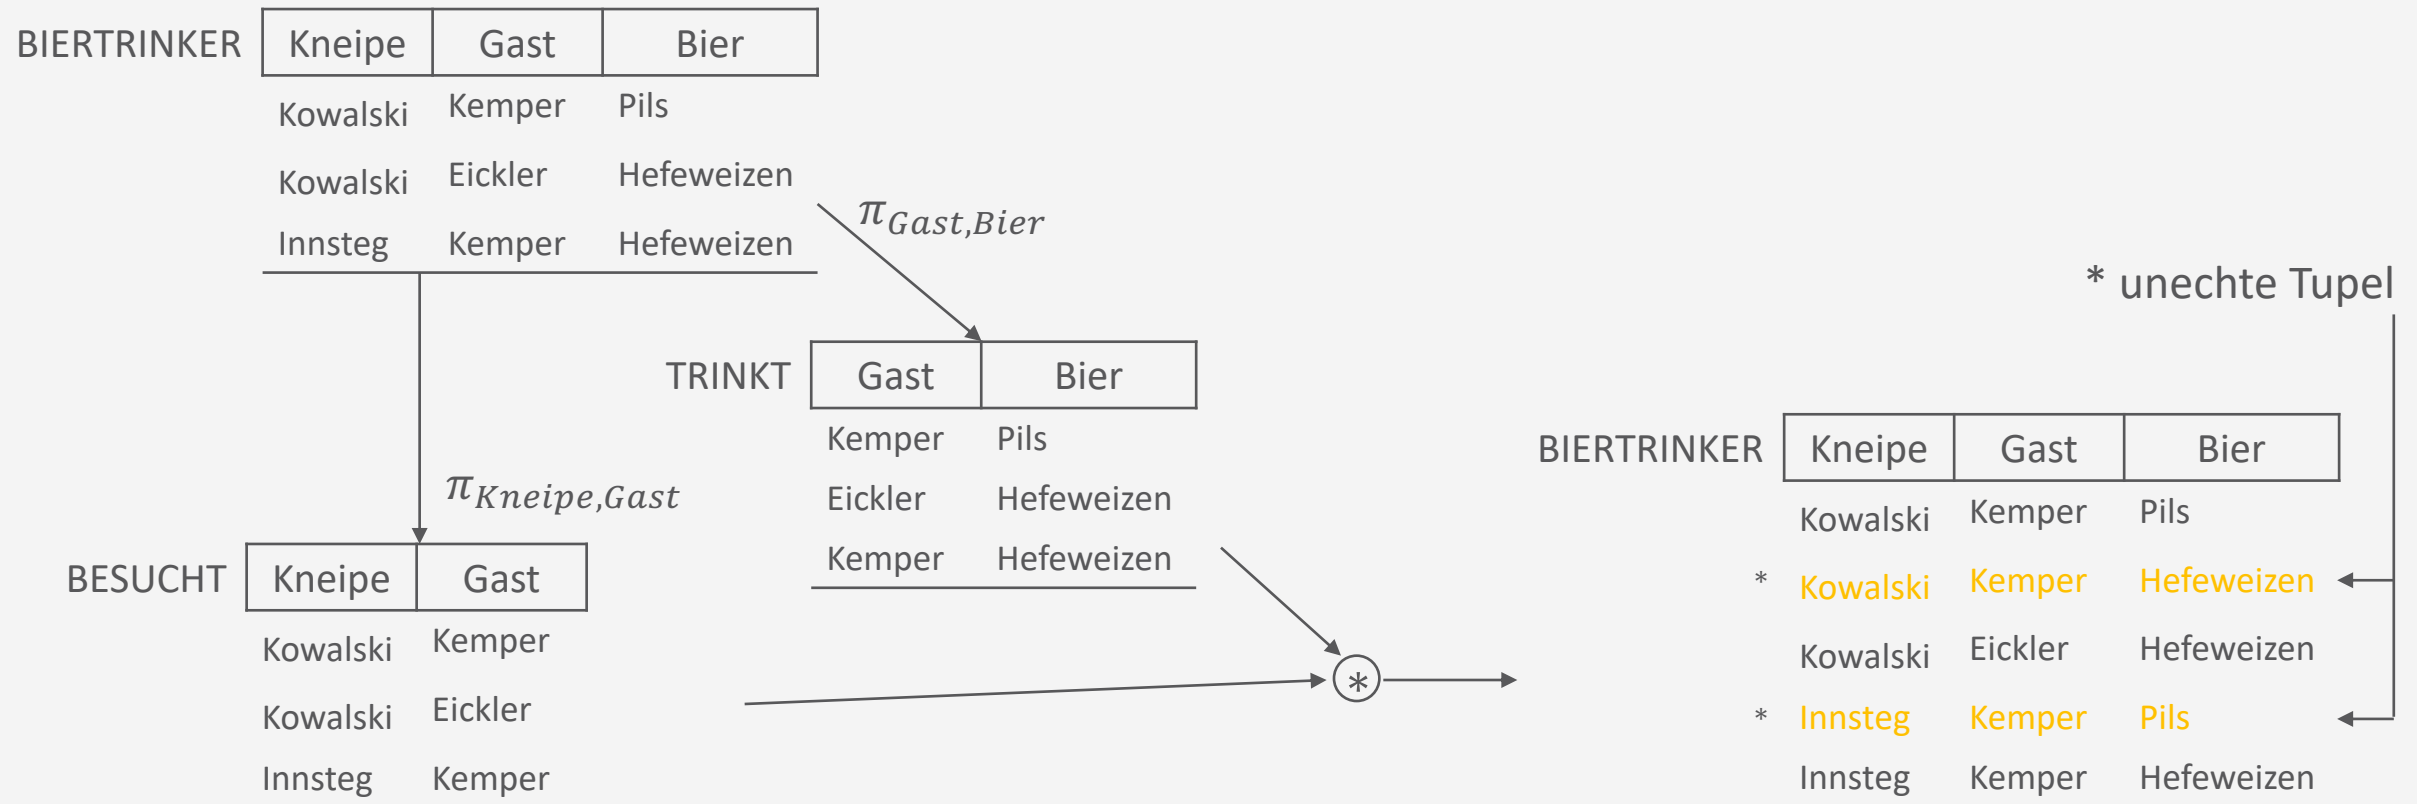 BIERTRINKER Kneipe Gast Bier
Kowalski Kemper Pils
Kowalski Eickler Hefeweizen
Innsteg Kemper Hefeweizen
π Gast,Bier
π Kneipe,Gast
TRINKT Gast Bier
Kemper Pils
Eickler Hefeweizen
Kemper Hefeweizen
BESUCHT Kneipe Gast
Kowalski Kemper
Kowalski Eickler
Innsteg Kemper
*
* unechte Tupel
BIERTRINKER Kneipe Gast Bier
Kowalski Kemper Pils
* Kowalski Kemper Hefeweizen
Kowalski Eickler Hefeweizen
* Innsteg Kemper Pils
Innsteg Kemper Hefeweizen